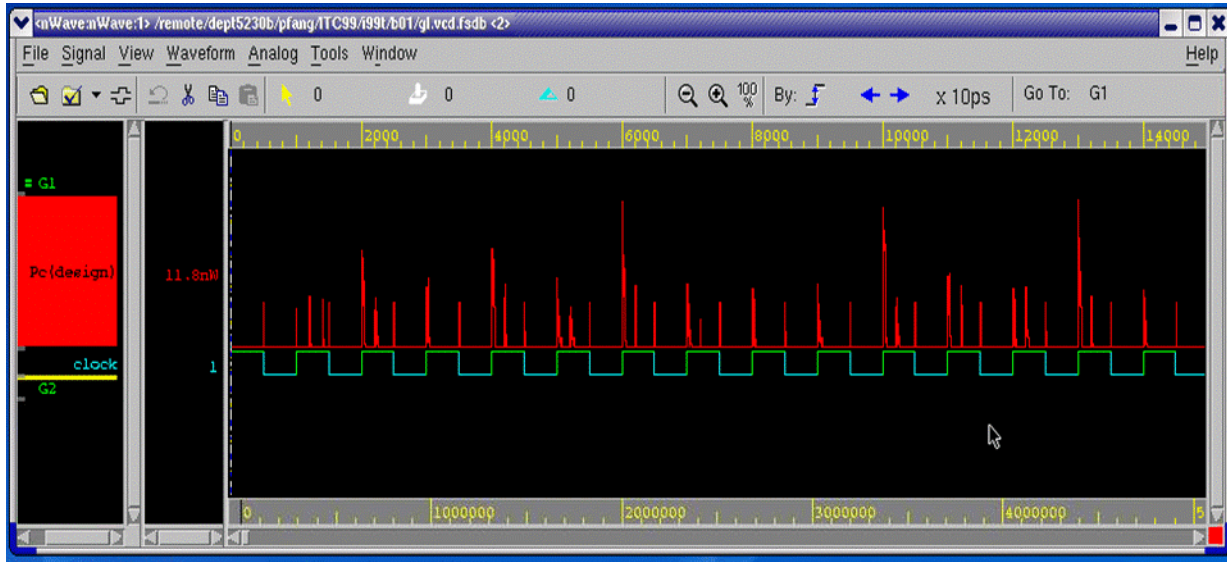 <nWave:nWave:1> /remote/dept5230b/pfang/ITC99/i99t/b01/gl.vcd.fsdb <2>
File Signal View Waveform Analog Tools Window Help
0 0 0 100 % By: x 10ps Go To: G1
0 2000 4000 6000 8000 10000 12000 14000
= G1
Pc(design) 11.8nW
clock 1
G2
0 1000000 2000000 3000000 4000000 5